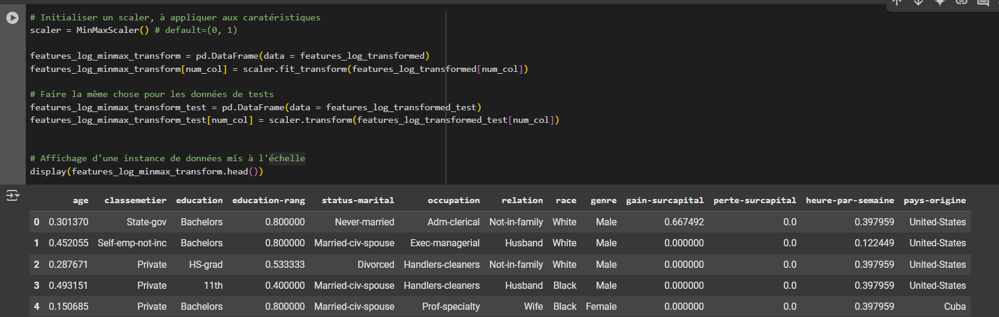 # Initialiser un scaler, à appliquer aux caratéristiques
scaler = MinMaxScaler() # default=(0, 1)
features_log_minmax_transform = pd.DataFrame(data = features_log_transformed)
features_log_minmax_transform[num_col] = scaler.fit_transform(features_log_transformed[num_col])
# Faire la même chose pour les données de tests
features_log_minmax_transform_test = pd.DataFrame(data = features_log_transformed_test)
features_log_minmax_transform_test[num_col] = scaler.transform(features_log_transformed_test[num_col])
# Affichage d'une instance de données mis à l'échelle
display(features_log_minmax_transform.head())
age classemetier education education-rang status-marital occupation relation race genre gain-surcapital perte-surcapital heure-par-semaine pays-origine
0 0.301370 State-gov Bachelors 0.800000 Never-married Adm-clerical Not-in-family White Male 0.667492 0.0 0.397959 United-States
1 0.452055 Self-emp-not-inc Bachelors 0.800000 Married-civ-spouse Exec-managerial Husband White Male 0.000000 0.0 0.122449 United-States
2 0.287671 Private HS-grad 0.533333 Divorced Handlers-cleaners Not-in-family White Male 0.000000 0.0 0.397959 United-States
3 0.493151 Private 11th 0.400000 Married-civ-spouse Handlers-cleaners Husband Black Male 0.000000 0.0 0.397959 United-States
4 0.150685 Private Bachelors 0.800000 Married-civ-spouse Prof-specialty Wife Black Female 0.000000 0.0 0.397959 Cuba